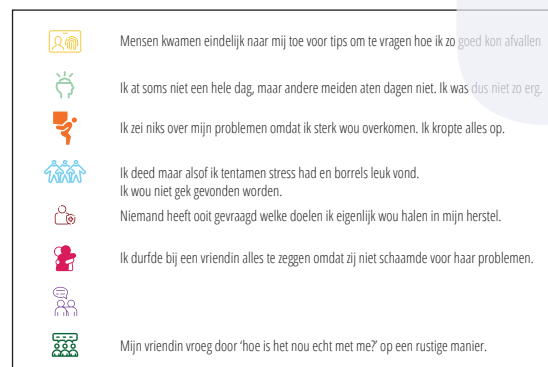 Mensen kwamen eindelijk naar mij toe voor tips om te vragen hoe ik zo goed kon afvallen
Ik at soms niet een hele dag, maar andere meiden aten dagen niet. Ik was dus niet zo erg.
Ik zei niks over mijn problemen omdat ik sterk wou overkomen. Ik kropte alles op.
Ik deed maar alsof ik tentamen stress had en borrels leuk vond.
Ik wou niet gek gevonden worden.
Niemand heeft ooit gevraagd welke doelen ik eigenlijk wou halen in mijn herstel.
Ik durfde bij een vriendin alles te zeggen omdat zij niet schaamde voor haar problemen.
Mijn vriendin vroeg door ‘hoe is het nou echt met me?’ op een rustige manier.